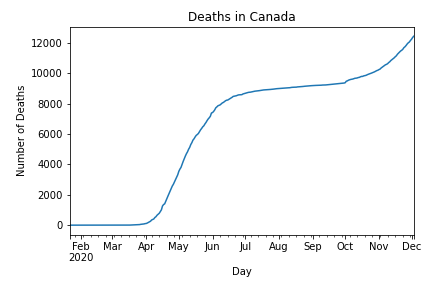 Deaths in Canada
12000
10000
8000
6000
4000
2000
0
Number of Deaths
Feb Mar Apr May Jun Jul Aug Sep Oct Nov Dec
2020
Day